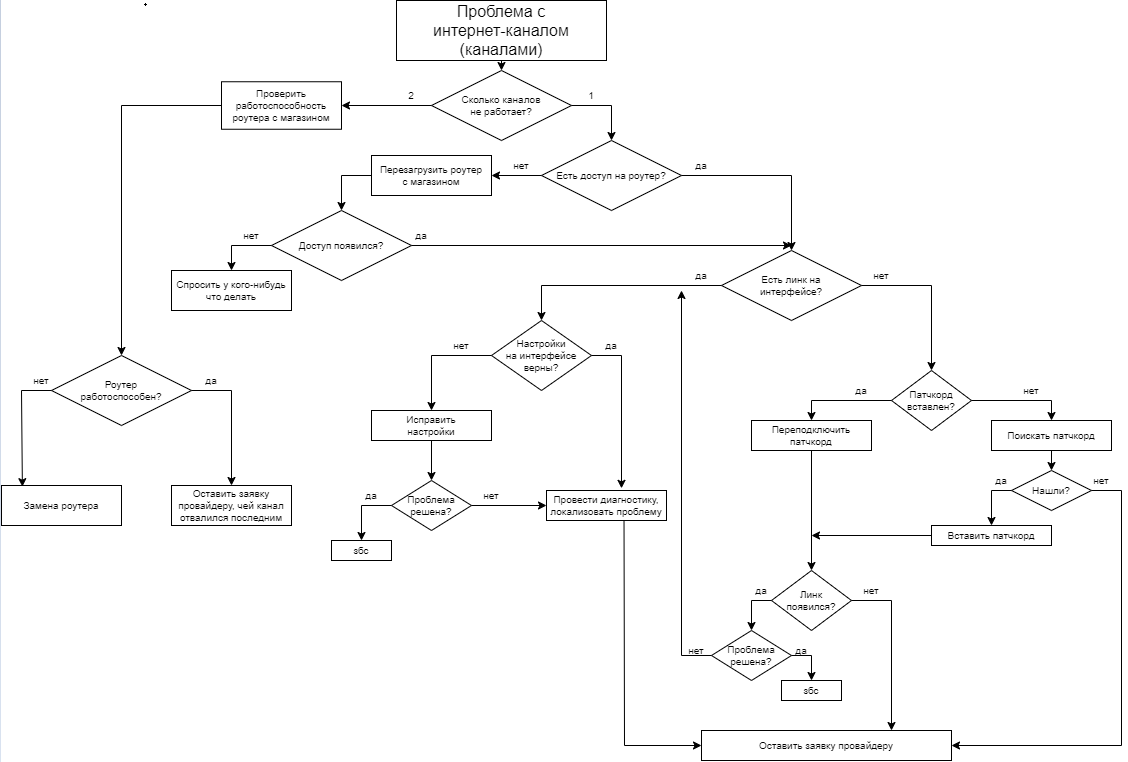 Проблема с
интернет-каналом
(каналами)
Проверить
работоспособность
роутера с магазином
2
Сколько каналов
не работает?
1
Перезагрузить роутер
с магазином
нет
Есть доступ на роутер?
да
нет
Доступ появился?
да
Спросить у кого-нибудь
что делать
да
Есть линк на
интерфейсе?
нет
нет
Настройки
на интерфейсе
верны?
да
нет
Роутер
работоспособен?
да
да
Патчкорд
вставлен?
нет
Исправить
настройки
Переподключить
патчкорд
Поискать патчкорд
Замена роутера
Оставить заявку
провайдеру, чей канал
отвалился последним
да
Проблема
решена?
нет
Провести диагностику,
локализовать проблему
да
Нашли?
нет
sбс
Вставить патчкорд
да
Линк
появился?
нет
нет
Проблема
решена?
да
sбс
Оставить заявку провайдеру